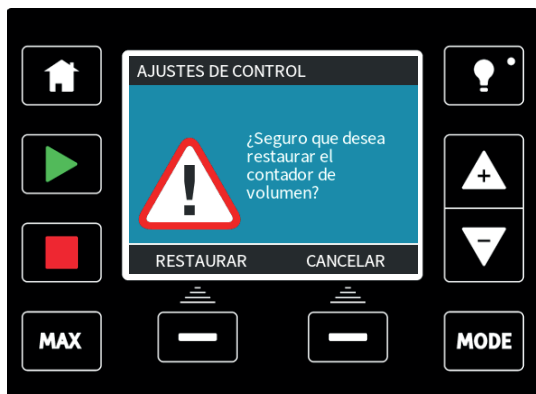 AJUSTES DE CONTROL
¿Seguro que desea
restaurar el
contador de
volumen?
RESTAURAR CANCELAR
MAX
MODE